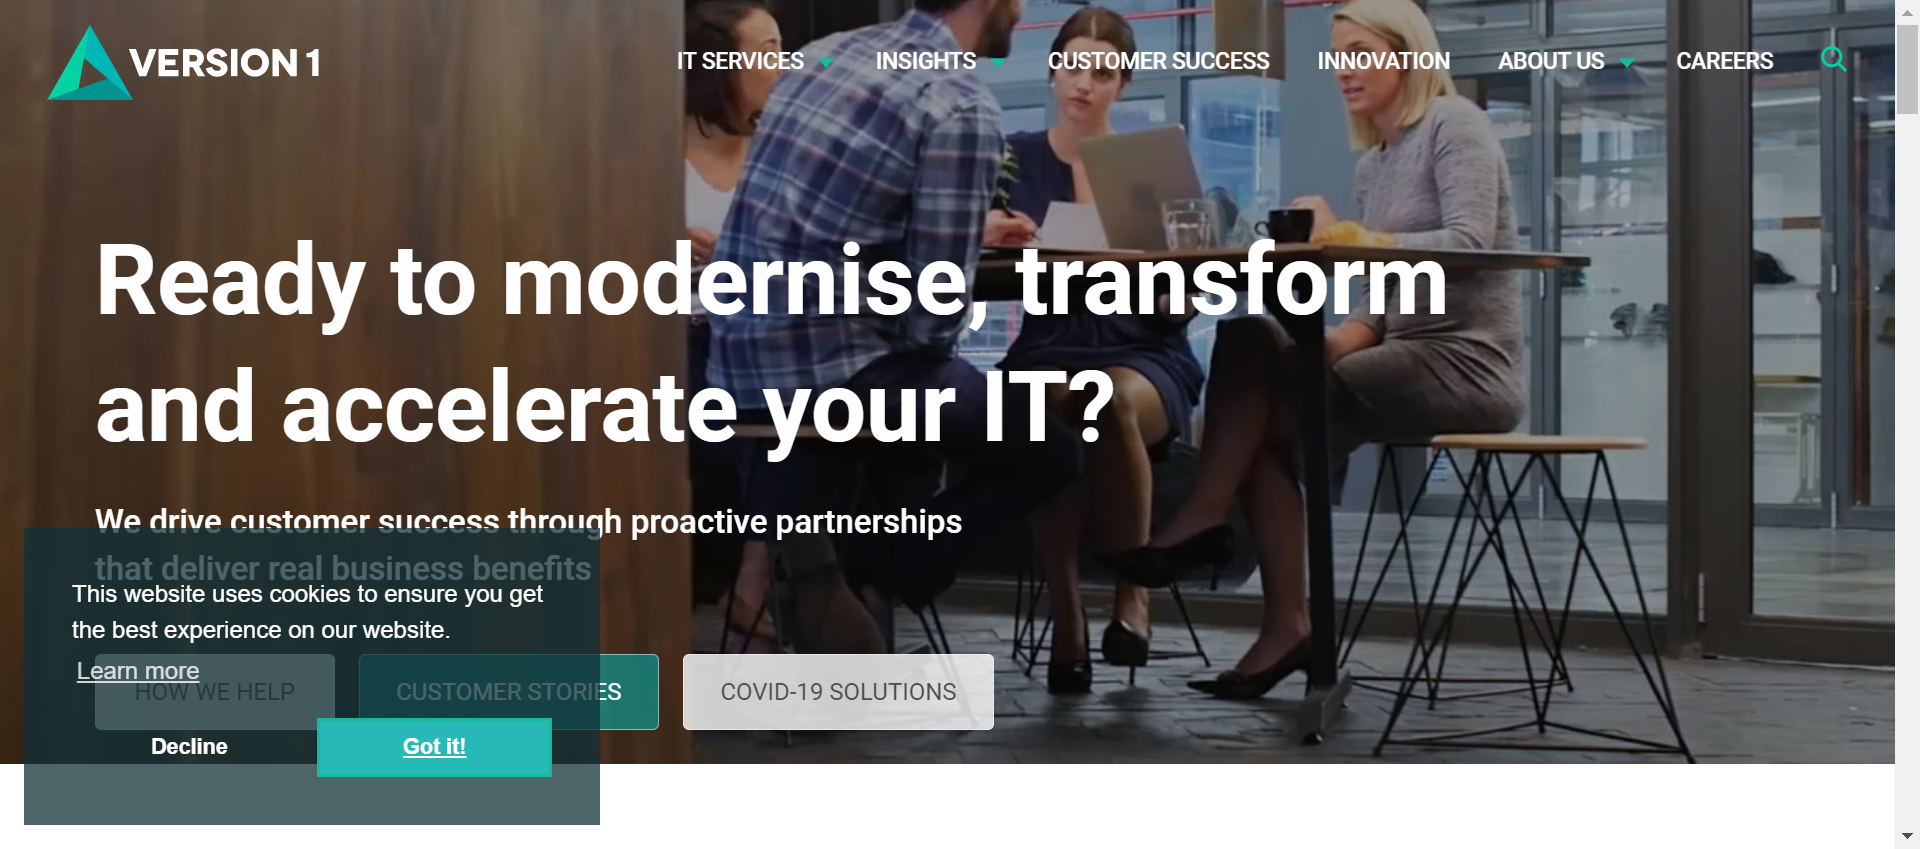 VERSION 1
IT SERVICES
INSIGHTS
CUSTOMER SUCCESS
INNOVATION
ABOUT US
CAREERS
Ready to modernise, transform
and accelerate your IT?
We drive customer success through proactive partnerships
that deliver real business benefits
This website uses cookies to ensure you get
the best experience on our website.
Learn more
HOW WE HELP
CUSTOMER STORIES
COVID-19 SOLUTIONS
Decline
Got it!